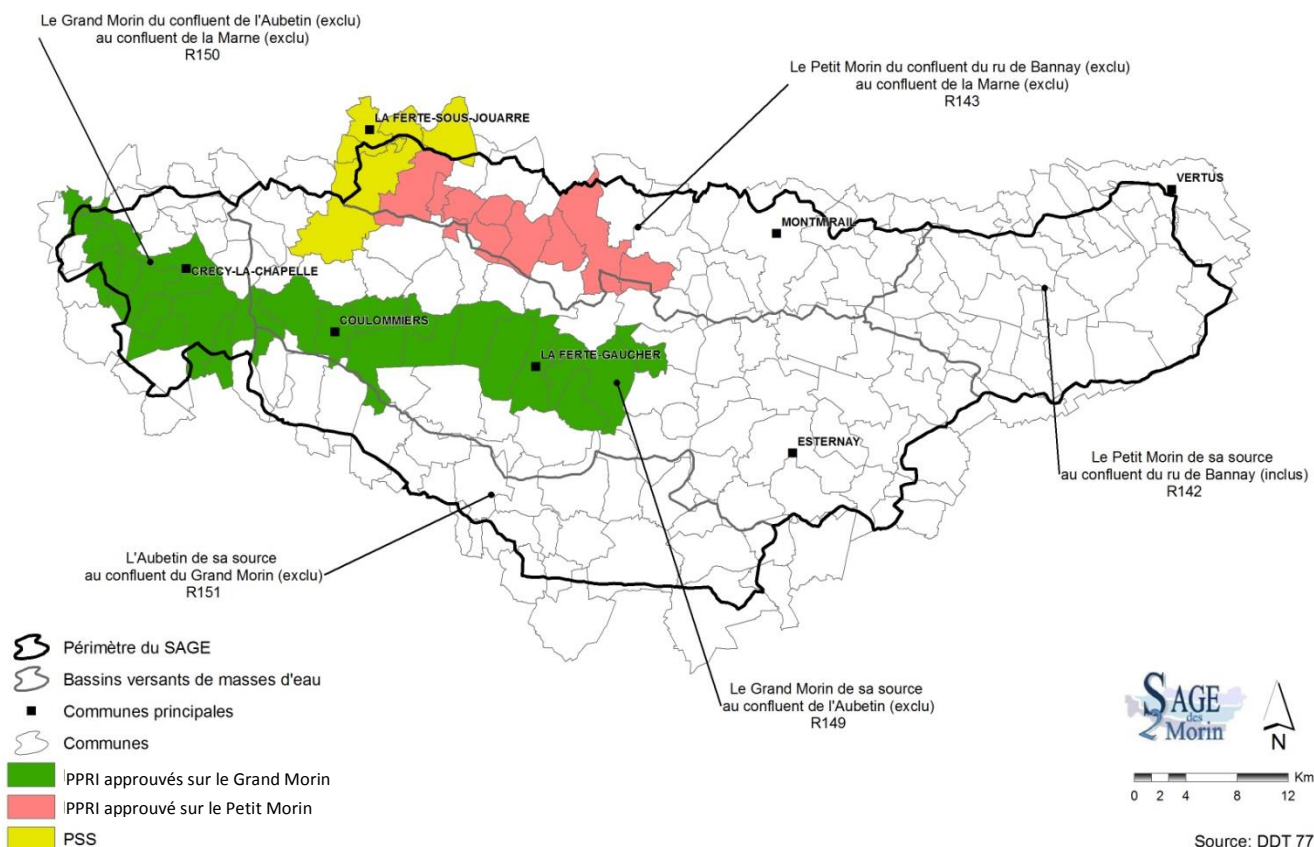 Le Grand Morin du confluent de l'Aubetin (exclu)
au confluent de la Marne (exclu)
R150
Le Petit Morin du confluent du ru de Bannay (exclu)
au confluent de la Marne (exclu)
R143
LA FERTE-SOUS-JOUARRE
VERTUS
MONTMIRAIL
CRECY-LA-CHAPELLE
COULOMMIERS
LA FERTE-GAUCHER
ESTERNAY
Le Petit Morin de sa source
au confluent du ru de Bannay (inclus)
R142
L'Aubetin de sa source
au confluent du Grand Morin (exclu)
R151
Le Grand Morin de sa source
au confluent de l'Aubetin (exclu)
R149
Périmètre du SAGE
Bassins versants de masses d'eau
Communes principales
Communes
PPRI approuvés sur le Grand Morin
PPRI approuvé sur le Petit Morin
PSS
SAGE
des
2 Morin
N
Km
0 2 4 8 12
Source: DDT 77